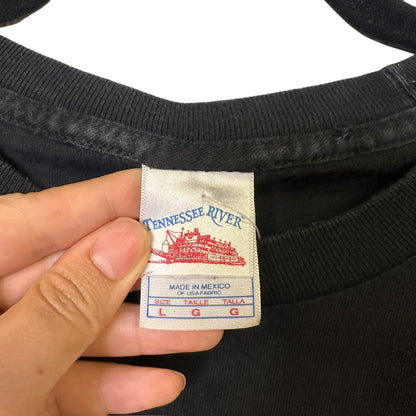 TENNESSEE RIVER
MADE IN MEXICO
OF USA FABRIC
SIZE TAILLE TALLA
L G G